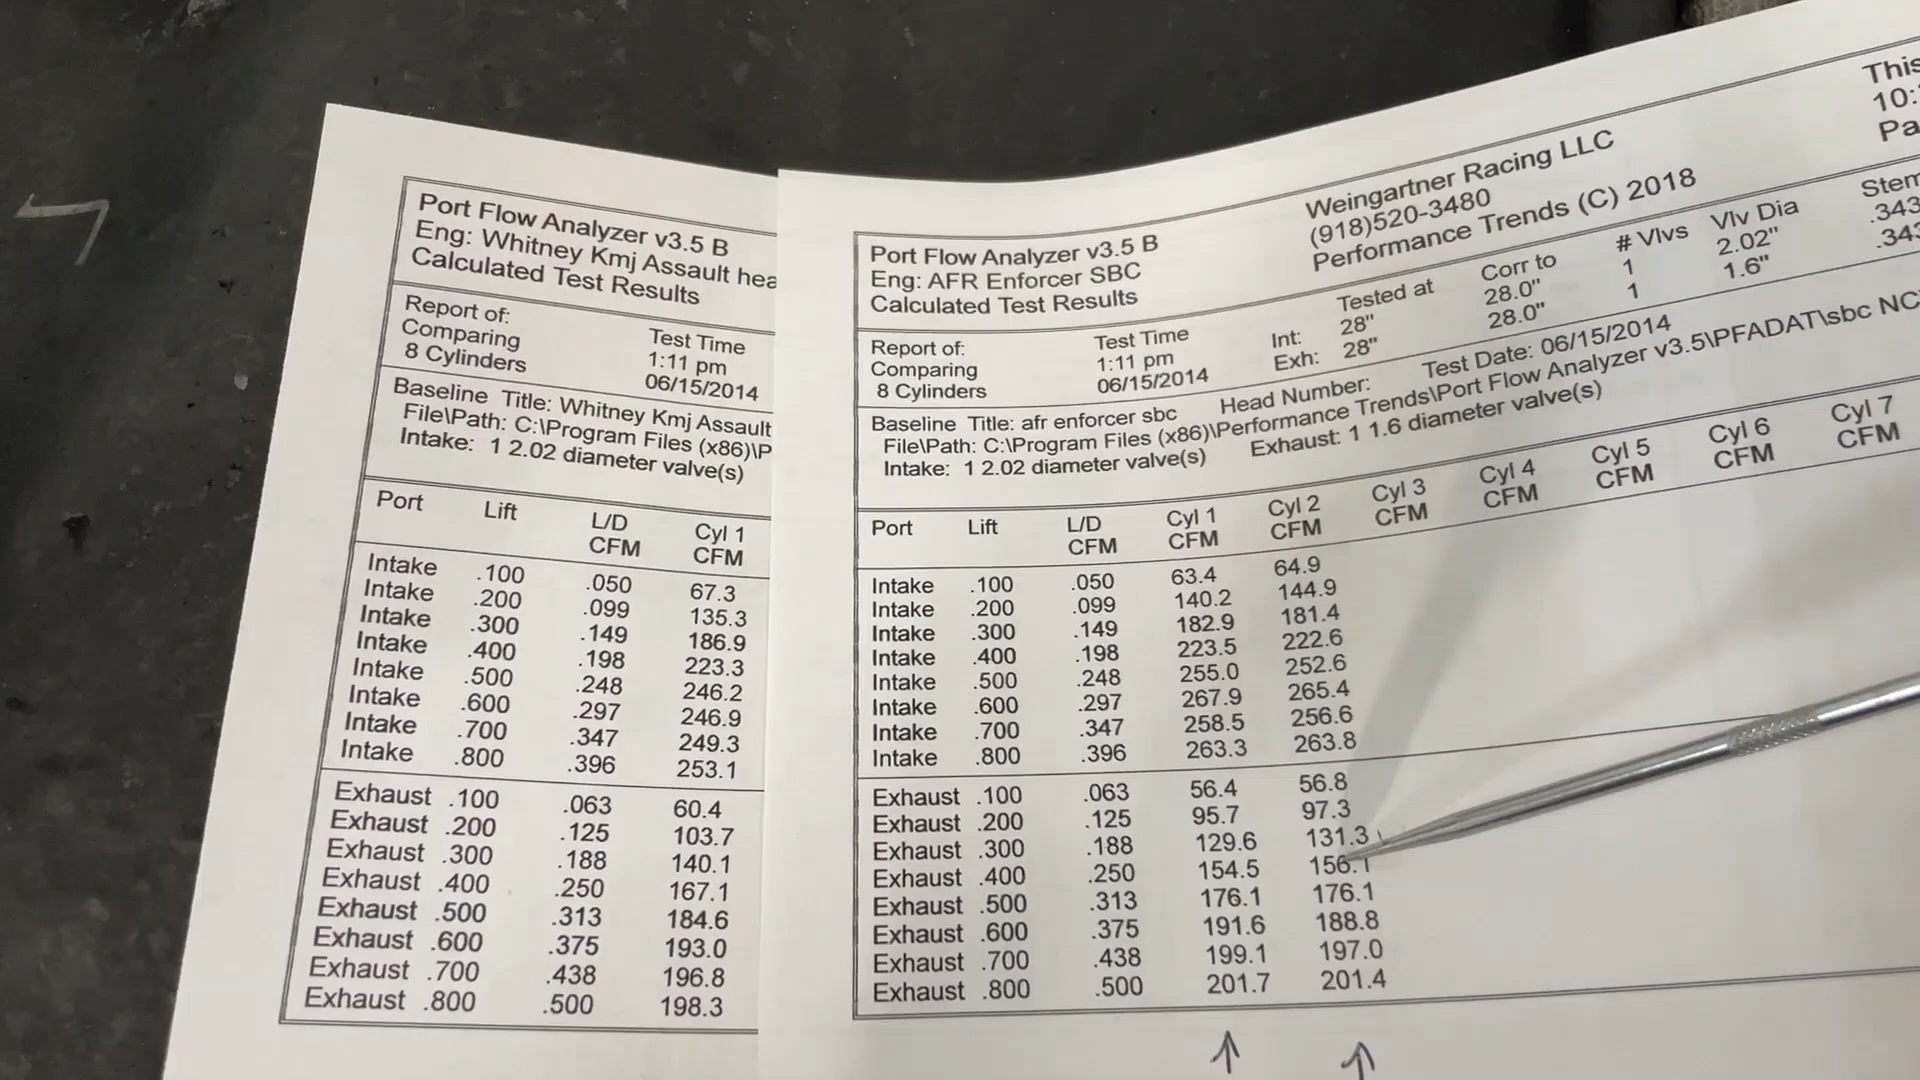 Port Flow Analyzer v3.5 B
Eng: Whitney Kmj Assault hea
Calculated Test Results
Report of:
Comparing
8 Cylinders
Test Time
1:11 pm
06/15/2014
Baseline Title: Whitney Kmj Assault
File\Path: C:\Program Files (x86)\P
Intake: 1 2.02 diameter valve(s)
Port Lift L/D CFM Cyl 1 CFM
Intake .100 .050 67.3
Intake .200 .099 135.3
Intake .300 .149 186.9
Intake .400 .198 223.3
Intake .500 .248 246.2
Intake .600 .297 246.9
Intake .700 .347 249.3
Intake .800 .396 253.1
Exhaust .100 .063 60.4
Exhaust .200 .125 103.7
Exhaust .300 .188 140.1
Exhaust .400 .250 167.1
Exhaust .500 .313 184.6
Exhaust .600 .375 193.0
Exhaust .700 .438 196.8
Exhaust .800 .500 198.3
Port Flow Analyzer v3.5 B
Eng: AFR Enforcer SBC
Calculated Test Results
Weingartner Racing LLC
(918)520-3480
Performance Trends (C) 2018
This
10:
Pa
Report of:
Comparing
8 Cylinders
Test Time
1:11 pm
06/15/2014
Tested at Corr to # Vlvs Vlv Dia Stem
Int: 28" 28.0" 1 2.02" .343
Exh: 28" 28.0" 1 1.6" .343
Baseline Title: afr enforcer sbc Head Number: Test Date: 06/15/2014
File\Path: C:\Program Files (x86)\Performance Trends\Port Flow Analyzer v3.5\PFADAT\sbc NC
Intake: 1 2.02 diameter valve(s) Exhaust: 1 1.6 diameter valve(s)
Port Lift L/D Cyl 1 Cyl 2 Cyl 3 Cyl 4 Cyl 5 Cyl 6 Cyl 7
CFM CFM CFM CFM CFM CFM CFM CFM
Intake .100 .050 63.4 64.9
Intake .200 .099 140.2 144.9
Intake .300 .149 182.9 181.4
Intake .400 .198 223.5 222.6
Intake .500 .248 255.0 252.6
Intake .600 .297 267.9 265.4
Intake .700 .347 258.5 256.6
Intake .800 .396 263.3 263.8
Exhaust .100 .063 56.4 56.8
Exhaust .200 .125 95.7 97.3
Exhaust .300 .188 129.6 131.3
Exhaust .400 .250 154.5 156.1
Exhaust .500 .313 176.1 176.1
Exhaust .600 .375 191.6 188.8
Exhaust .700 .438 199.1 197.0
Exhaust .800 .500 201.7 201.4